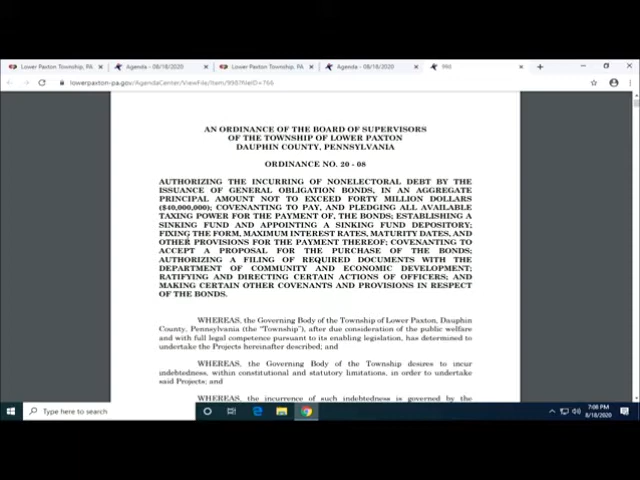 Lower Paxton Township, PA
Agenda - 08/18/2020
Lower Paxton Township, PA
Agenda - 08/18/2020
998
lowerpaxton-pa.gov/AgendaCenter/ViewFile/Item/998?fileID=766
AN ORDINANCE OF THE BOARD OF SUPERVISORS
OF THE TOWNSHIP OF LOWER PAXTON
DAUPHIN COUNTY, PENNSYLVANIA
ORDINANCE NO. 20 - 08
AUTHORIZING THE INCURRING OF NONELECTORAL DEBT BY THE
ISSUANCE OF GENERAL OBLIGATION BONDS, IN AN AGGREGATE
PRINCIPAL AMOUNT NOT TO EXCEED FORTY MILLION DOLLARS
($40,000,000); COVENANTING TO PAY, AND PLEDGING ALL AVAILABLE
TAXING POWER FOR THE PAYMENT OF, THE BONDS; ESTABLISHING A
SINKING FUND AND APPOINTING A SINKING FUND DEPOSITORY;
FIXING THE FORM, MAXIMUM INTEREST RATES, MATURITY DATES, AND
OTHER PROVISIONS FOR THE PAYMENT THEREOF; COVENANTING TO
ACCEPT A PROPOSAL FOR THE PURCHASE OF THE BONDS;
AUTHORIZING A FILING OF REQUIRED DOCUMENTS WITH THE
DEPARTMENT OF COMMUNITY AND ECONOMIC DEVELOPMENT;
RATIFYING AND DIRECTING CERTAIN ACTIONS OF OFFICERS; AND
MAKING CERTAIN OTHER COVENANTS AND PROVISIONS IN RESPECT
OF THE BONDS.
WHEREAS, the Governing Body of the Township of Lower Paxton, Dauphin
County, Pennsylvania (the "Township"), after due consideration of the public welfare
and with full legal competence pursuant to its enabling legislation, has determined to
undertake the Projects hereinafter described; and
WHEREAS, the Governing Body of the Township desires to incur
indebtedness, within constitutional and statutory limitations, in order to undertake
said Projects; and
WHEREAS, the incurrence of such indebtedness is governed by the
Type here to search
7:08 PM
8/18/2020